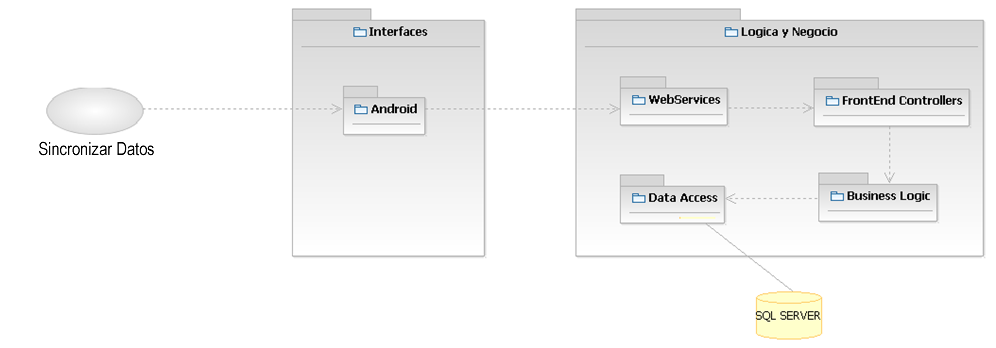 Interfaces
Logica y Negocio
Android
WebServices
FrontEnd Controllers
Sincronizar Datos
Data Access
Business Logic
SQL SERVER